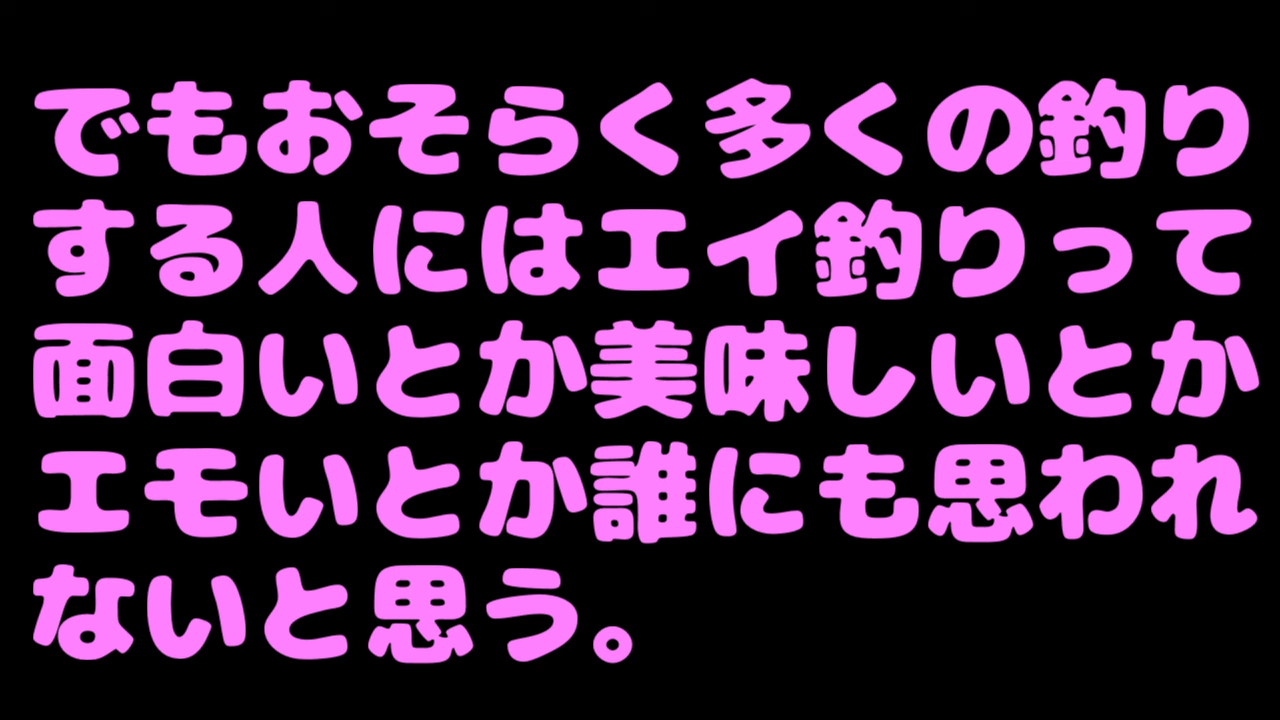 でもおそらく多くの釣り
する人にはエイ釣りって
面白いとか美味しいとか
エモいとか誰にも思われ
ないと思う。